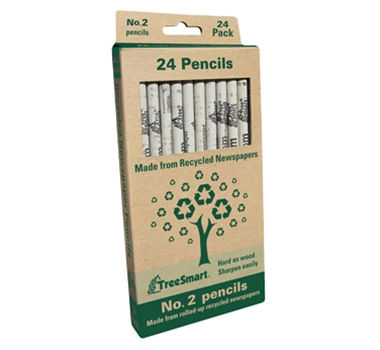 No.2
pencils
24
Pack
24 Pencils
Made from Recycled Newspapers
Hard as wood
Sharpen easily
TreeSmart®
No. 2 pencils
Made from rolled-up recycled newspapers